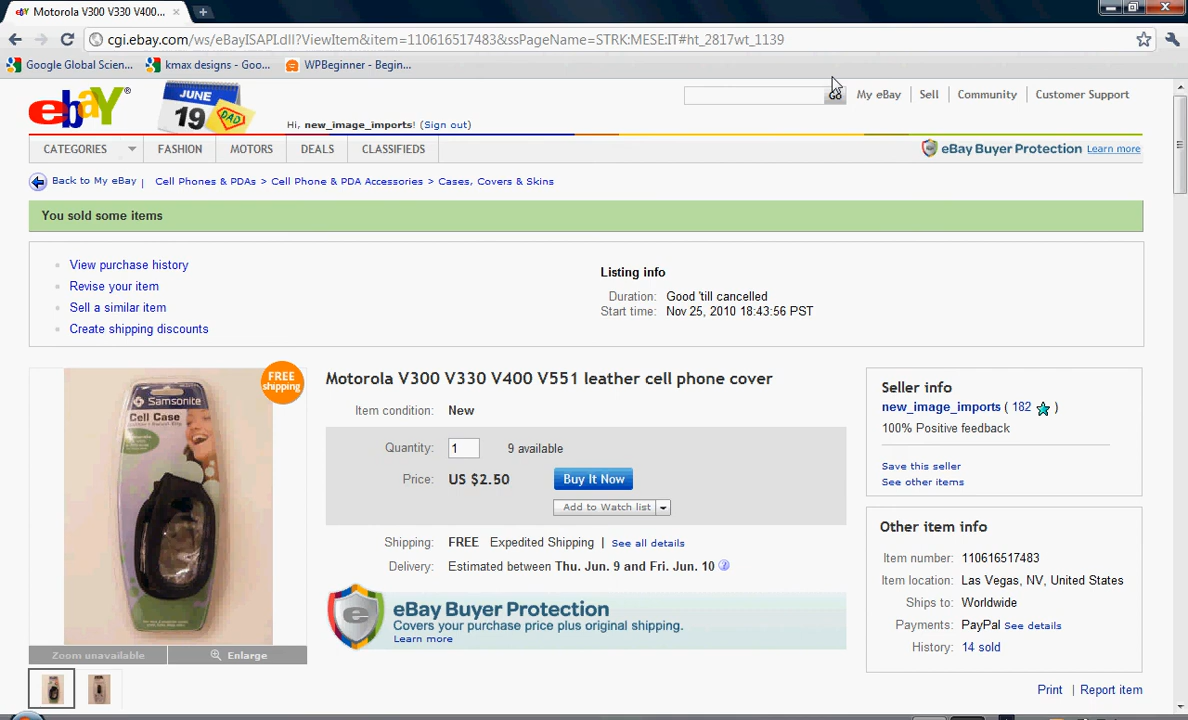 Motorola V300 V330 V400...
cgi.ebay.com/ws/eBayISAPI.dll?ViewItem&item=110616517483&ssPageName=STRK:MESE:IT#ht_2817wt_1139
Google Global Scien... kmax designs - Goo... WPBeginner - Begin...
ebay®
JUNE
19 DAD
GO My eBay | Sell | Community | Customer Support
Hi, new_image_imports! (Sign out)
CATEGORIES FASHION MOTORS DEALS CLASSIFIEDS
eBay Buyer Protection Learn more
Back to My eBay | Cell Phones & PDAs > Cell Phone & PDA Accessories > Cases, Covers & Skins
You sold some items
View purchase history
Revise your item
Sell a similar item
Create shipping discounts
Listing info
Duration: Good 'till cancelled
Start time: Nov 25, 2010 18:43:56 PST
FREE
shipping
Samsonite
Cell Case
Zoom unavailable Enlarge
Motorola V300 V330 V400 V551 leather cell phone cover
Item condition: New
Quantity: 1 9 available
Price: US $2.50 Buy It Now
Add to Watch list
Shipping: FREE Expedited Shipping | See all details
Delivery: Estimated between Thu. Jun. 9 and Fri. Jun. 10
e
eBay Buyer Protection
Covers your purchase price plus original shipping.
Learn more
Seller info
new_image_imports ( 182 )
100% Positive feedback
Save this seller
See other items
Other item info
Item number: 110616517483
Item location: Las Vegas, NV, United States
Ships to: Worldwide
Payments: PayPal See details
History: 14 sold
Print | Report item